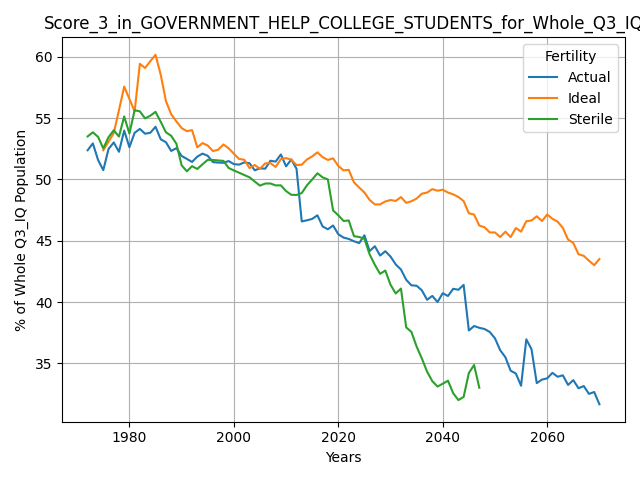 Score_3_in_GOVERNMENT_HELP_COLLEGE_STUDENTS_for_Whole_Q3_IQ
Fertility
Actual
Ideal
Sterile
% of Whole Q3_IQ Population
60
55
50
45
40
35
1980 2000 2020 2040 2060
Years